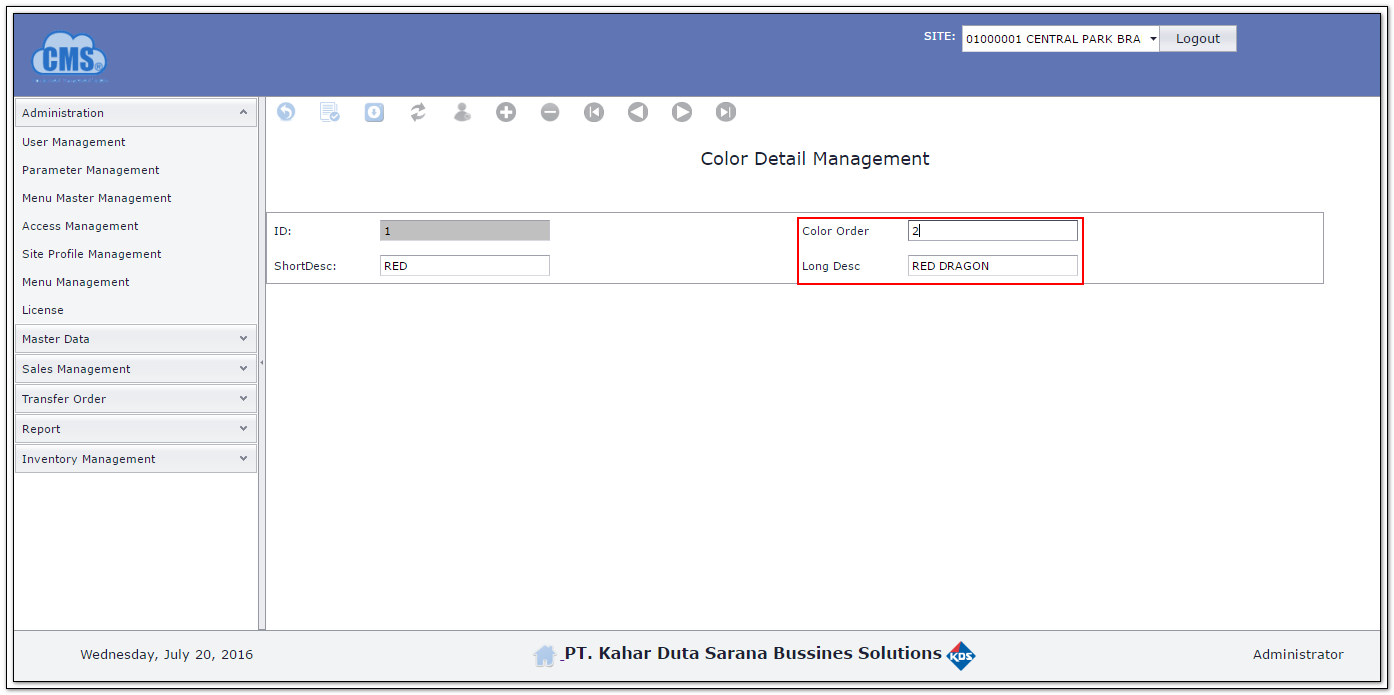 SITE: 01000001 CENTRAL PARK BRA Logout
CMS
Administration
User Management
Parameter Management
Menu Master Management
Access Management
Site Profile Management
Menu Management
License
Master Data
Sales Management
Transfer Order
Report
Inventory Management
Color Detail Management
ID: 1 Color Order 2
ShortDesc: RED Long Desc RED DRAGON
Wednesday, July 20, 2016 PT. Kahar Duta Sarana Bussines Solutions KDS Administrator